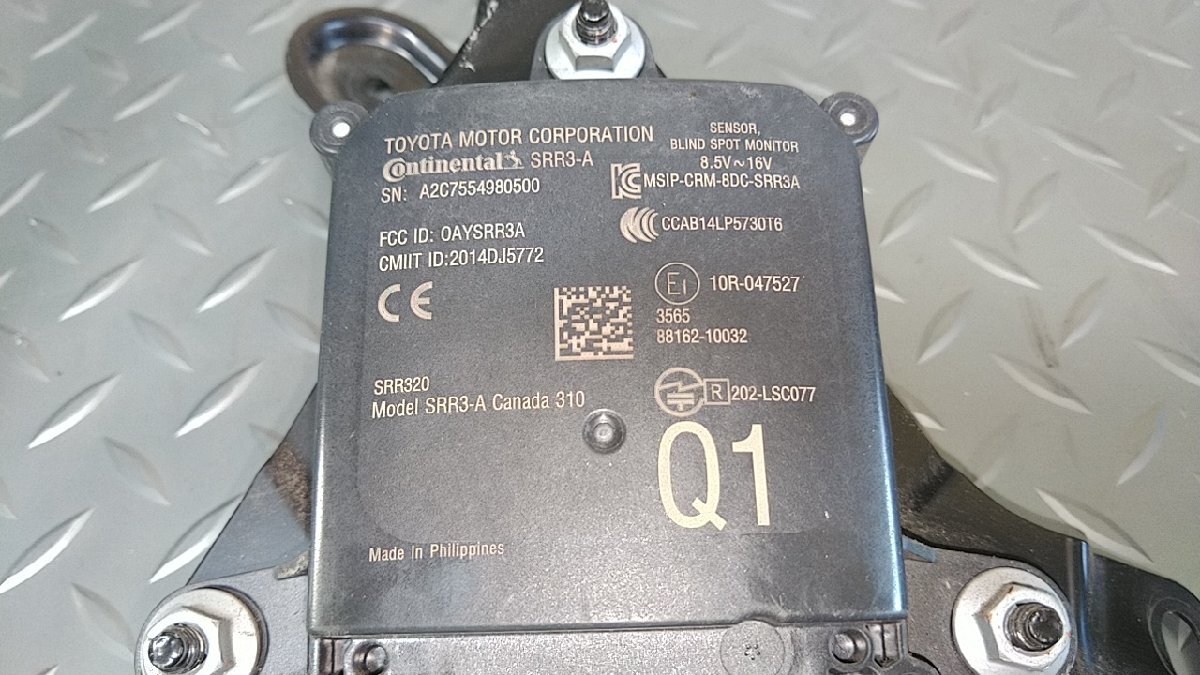 TOYOTA MOTOR CORPORATION
Continental SRR3-A
SN: A2C7554980500
SENSOR,
BLIND SPOT MONITOR
8.5V~16V
MSIP-CRM-8DC-SRR3A
CCAB14LP5730T6
FCC ID: OAYSRR3A
CMIIT ID:2014DJ5772
CE
E1 10R-047527
3565
88162-10032
SRR320
Model SRR3-A Canada 310
R 202-LSC077
Q1
Made in Philippines